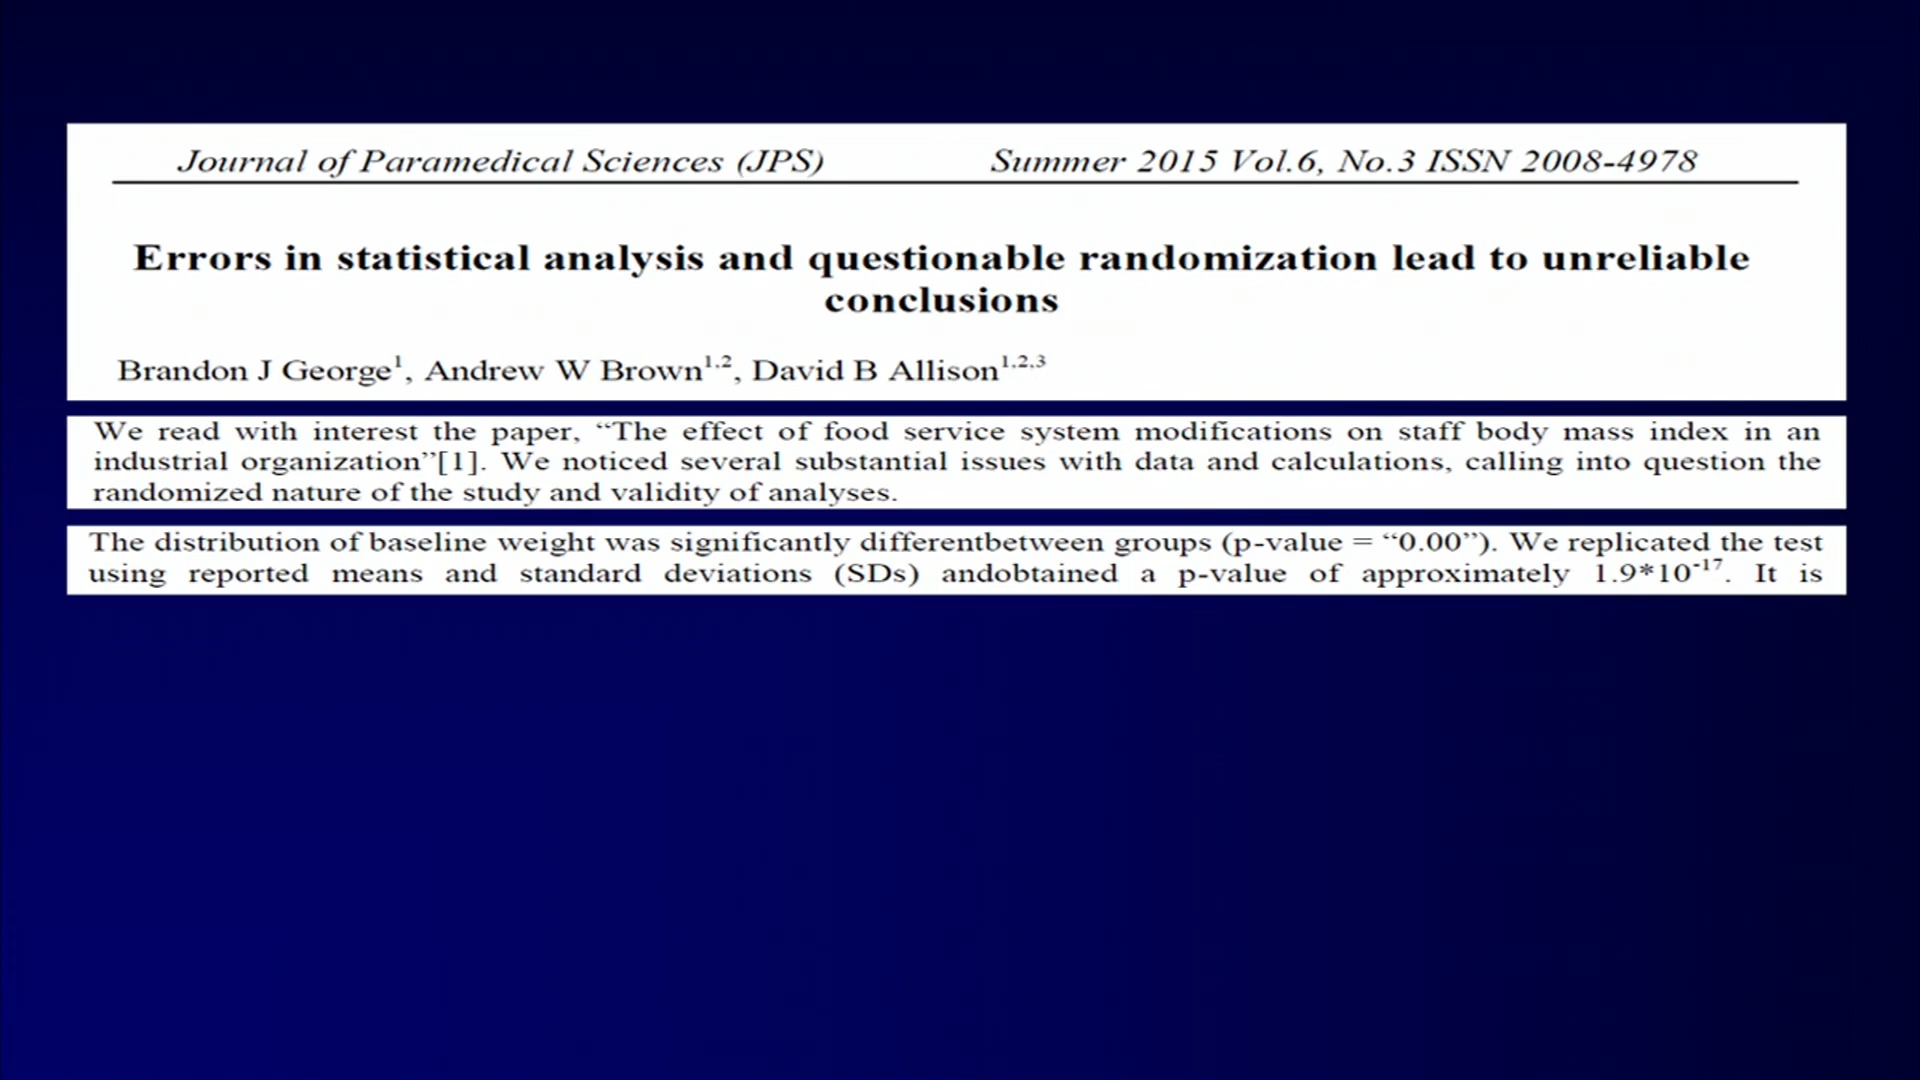 Journal of Paramedical Sciences (JPS) Summer 2015 Vol.6, No.3 ISSN 2008-4978
Errors in statistical analysis and questionable randomization lead to unreliable
conclusions
Brandon J George¹, Andrew W Brown¹,², David B Allison¹,²,³
We read with interest the paper, “The effect of food service system modifications on staff body mass index in an
industrial organization”[1]. We noticed several substantial issues with data and calculations, calling into question the
randomized nature of the study and validity of analyses.
The distribution of baseline weight was significantly differentbetween groups (p-value = “0.00”). We replicated the test
using reported means and standard deviations (SDs) andobtained a p-value of approximately 1.9*10⁻¹⁷. It is